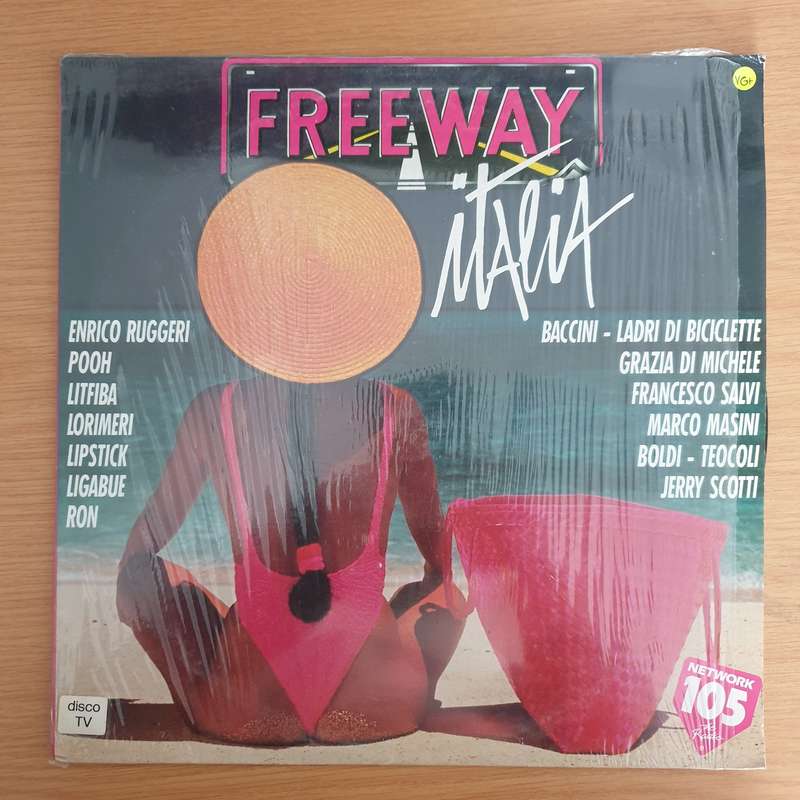 VG+
FREEWAY
italia
ENRICO RUGGERI
POOH
LITFIBA
LORIMERI
LIPSTICK
LIGABUE
RON
BACCINI - LADRI DI BICICLETTE
GRAZIA DI MICHELE
FRANCESCO SALVI
MARCO MASINI
BOLDI - TEOCOLI
JERRY SCOTTI
disco
TV
NETWORK
105
Radio